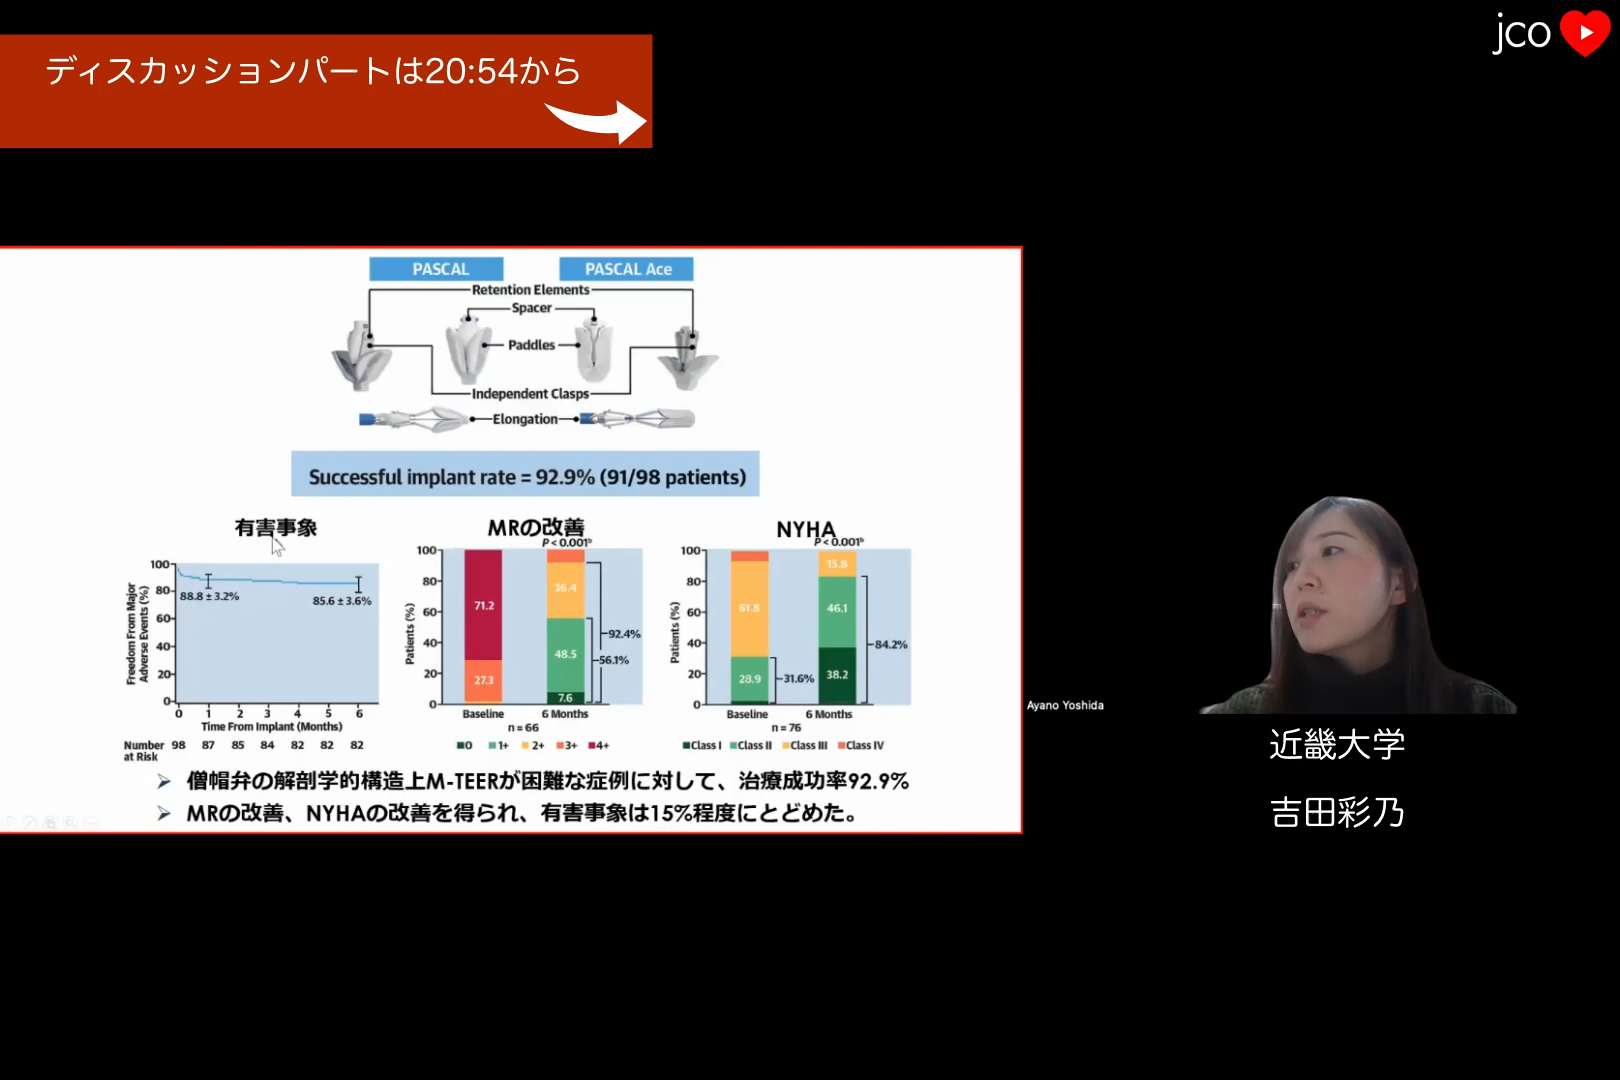 ディスカッションパートは20:54から
jco
PASCAL
PASCAL Ace
Retention Elements
Spacer
Paddles
Independent Clasps
Elongation
Successful implant rate = 92.9% (91/98 patients)
有害事象
Freedom From Major
Adverse Events (%)
100
80
60
40
20
0
88.8 ± 3.2%
85.6 ± 3.6%
0 1 2 3 4 5 6
Time From Implant (Months)
Number
at Risk
98 87 85 84 82 82 82
MRの改善
P < 0.001ᵇ
Patients (%)
100
80
60
40
20
0
71.2
27.3
36.4
48.5
7.6
92.4%
56.1%
Baseline
6 Months
n = 66
0 1+ 2+ 3+ 4+
NYHA
P < 0.001ᵇ
Patients (%)
100
80
60
40
20
0
61.8
28.9
31.6%
15.8
46.1
38.2
84.2%
Baseline
6 Months
n = 76
Class I Class II Class III Class IV
僧帽弁の解剖学的構造上M-TEERが困難な症例に対して、治療成功率92.9%
MRの改善、NYHAの改善を得られ、有害事象は15%程度にとどめた。
Ayano Yoshida
近畿大学
吉田彩乃